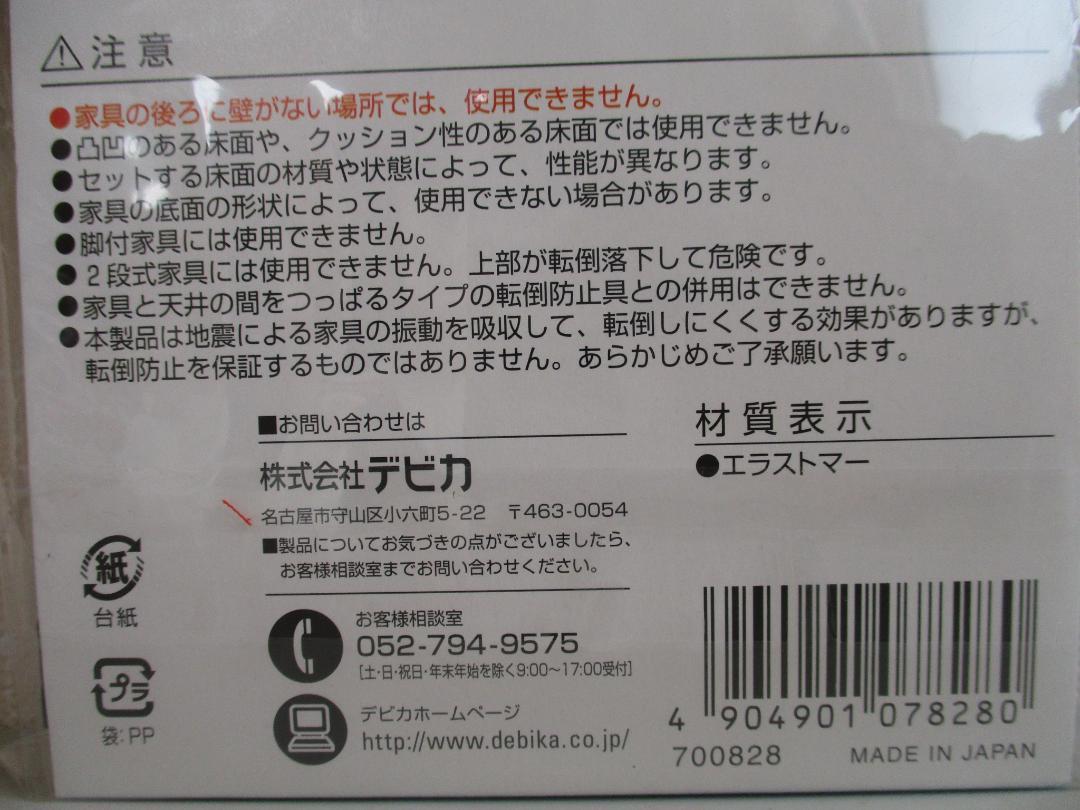 ⚠注意
●家具の後ろに壁がない場所では、使用できません。
●凸凹のある床面や、クッション性のある床面では使用できません。
●セットする床面の材質や状態によって、性能が異なります。
●家具の底面の形状によって、使用できない場合があります。
●脚付家具には使用できません。
●2段式家具には使用できません。上部が転倒落下して危険です。
●家具と天井の間をつっぱるタイプの転倒防止具との併用はできません。
●本製品は地震による家具の振動を吸収して、転倒しにくくする効果がありますが、
転倒防止を保証するものではありません。あらかじめご了承願います。
■お問い合わせは
株式会社デビカ
名古屋市守山区小六町5-22 〒463-0054
■製品についてお気づきの点がございましたら、
お客様相談室までお問い合わせください。
お客様相談室
052-794-9575
[土・日・祝日・年末年始を除く9:00〜17:00受付]
デビカホームページ
http://www.debika.co.jp/
紙
台紙
プラ
袋:PP
材質表示
●エラストマー
4 904901 078280
700828 MADE IN JAPAN